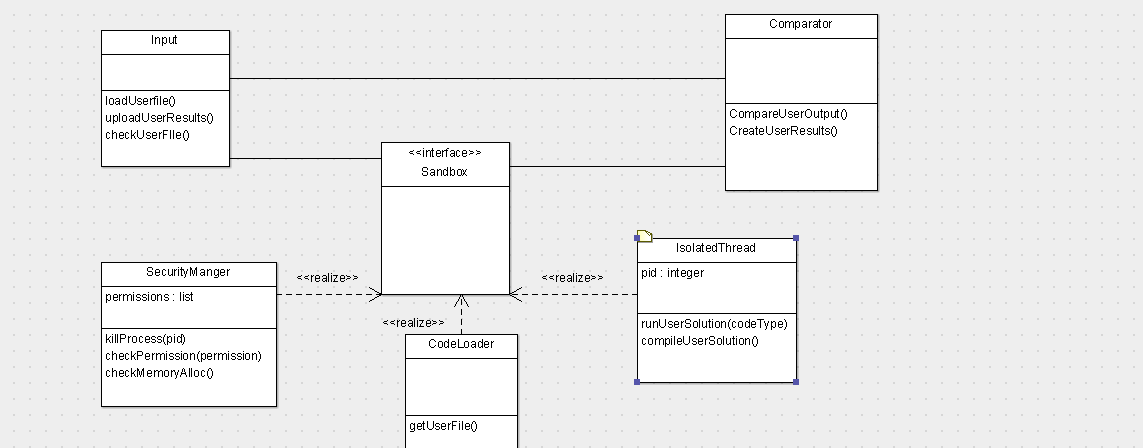 Input
loadUserfile()
uploadUserResults()
checkUserFIle()
Comparator
CompareUserOutput()
CreateUserResults()
<<interface>>
Sandbox
SecurityManger
permissions : list
killProcess(pid)
checkPermission(permission)
checkMemoryAlloc()
<<realize>>
<<realize>>
<<realize>>
CodeLoader
getUserFile()
IsolatedThread
pid : integer
runUserSolution(codeType)
compileUserSolution()